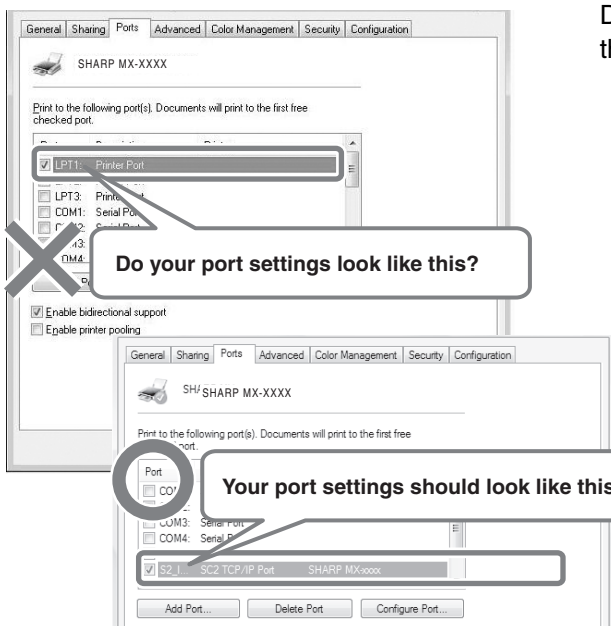 General Sharing Ports Advanced Color Management Security Configuration
SHARP MX-XXXX
Print to the following port(s). Documents will print to the first free
checked port.
LPT1: Printer Port
LPT3:
COM1: Serial
Do your port settings look like this?
Enable bidirectional support
Enable printer pooling
General Sharing Ports Advanced Color Management Security Configuration
SHARP MX-XXXX
Print to the following port(s). Documents will print to the first free
port.
Port
Your port settings should look like this
COM3: Serial Port
COM4: Serial
S2_I... SC2 TCP/IP Port SHARP MX-xxxx
Add Port... Delete Port Configure Port...